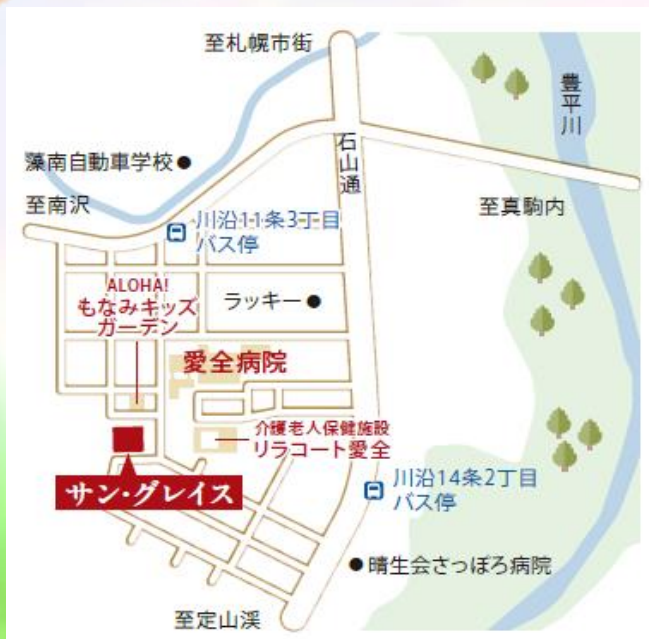 至札幌市街
豊平川
石山通
藻南自動車学校
至南沢
至真駒内
川沿11条3丁目
バス停
ALOHA!
もなみキッズ
ガーデン
ラッキー
愛全病院
介護老人保健施設
リラコート愛全
サン・グレイス
川沿14条2丁目
バス停
晴生会さっぽろ病院
至定山渓